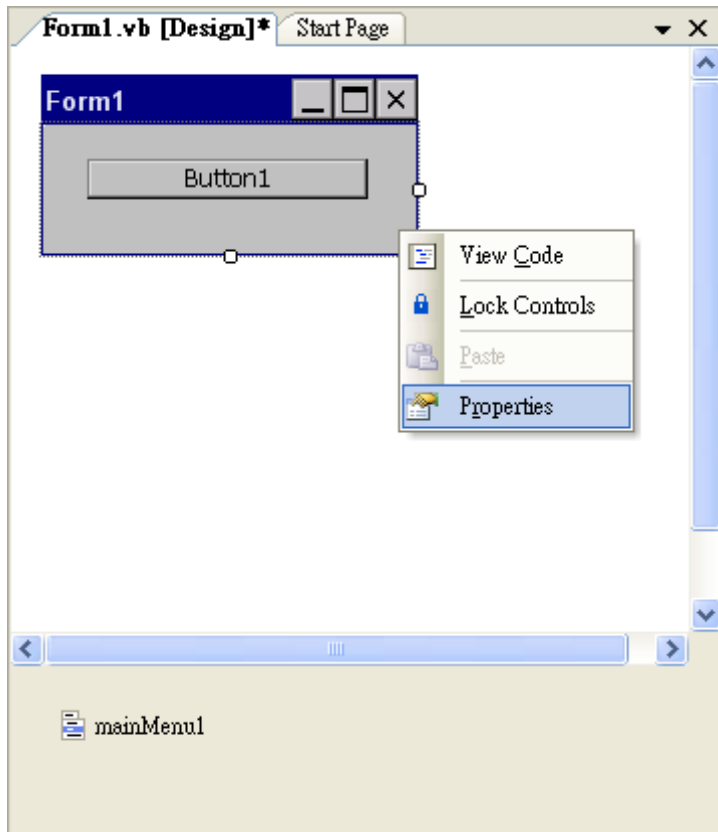 Form1.vb [Design]* Start Page
Form1
Button1
View Code
Lock Controls
Paste
Properties
mainMenu1